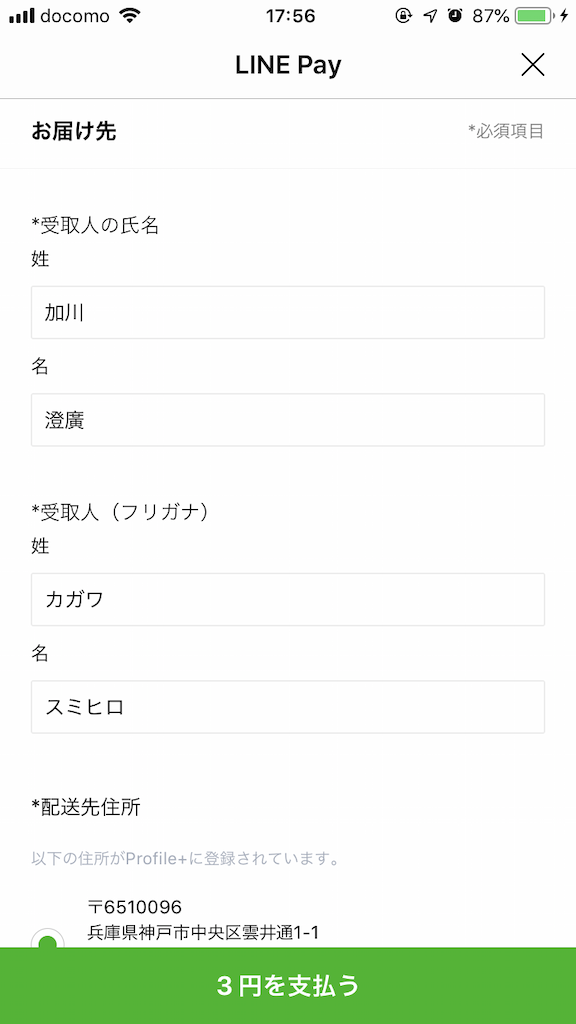 docomo 17:56 87%
LINE Pay
お届け先 *必須項目
*受取人の氏名
姓
加川
名
澄廣
*受取人（フリガナ）
姓
カガワ
名
スミヒロ
*配送先住所
以下の住所がProfile+に登録されています。
〒6510096
兵庫県神戸市中央区雲井通1-1
3 円を支払う